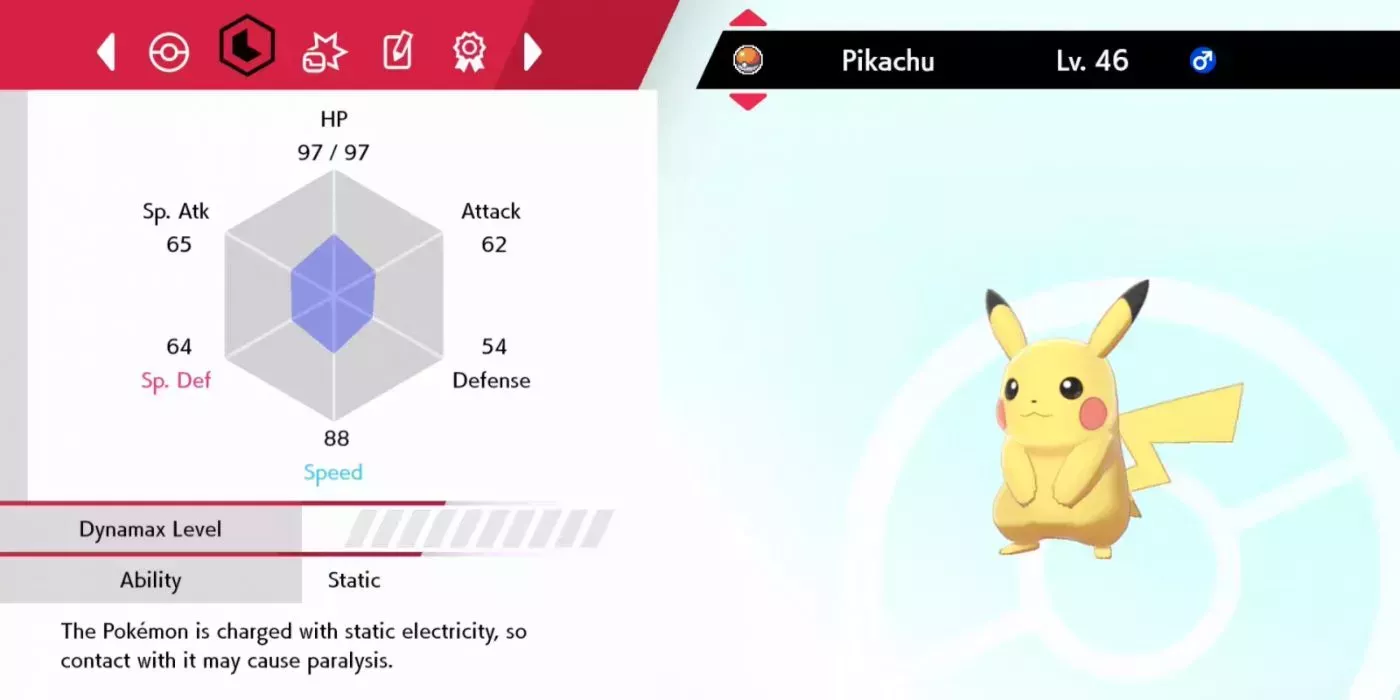 Pikachu Lv. 46 ♂
HP
97 / 97
Sp. Atk
65
Attack
62
64
Sp. Def
54
Defense
88
Speed
Dynamax Level
Ability Static
The Pokémon is charged with static electricity, so
contact with it may cause paralysis.